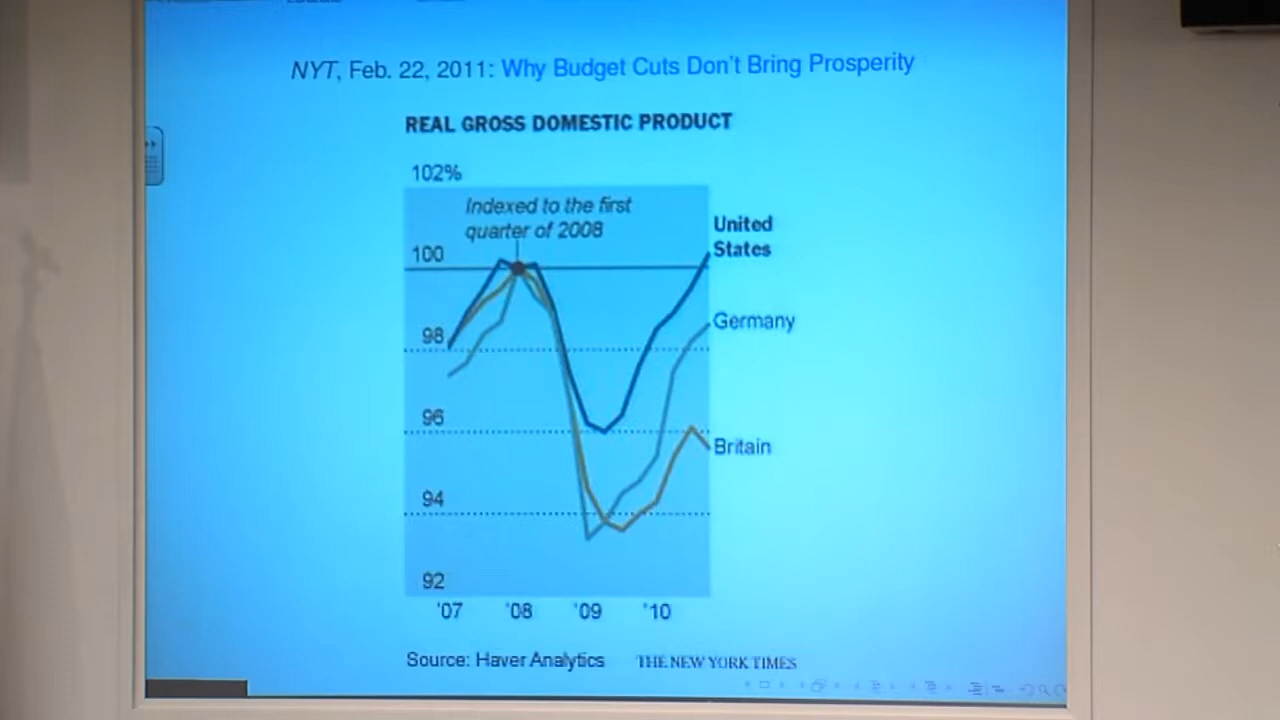 NYT, Feb. 22, 2011: Why Budget Cuts Don't Bring Prosperity
REAL GROSS DOMESTIC PRODUCT
102%
Indexed to the first
quarter of 2008
100
98
96
94
92
United
States
Germany
Britain
'07 '08 '09 '10
Source: Haver Analytics THE NEW YORK TIMES